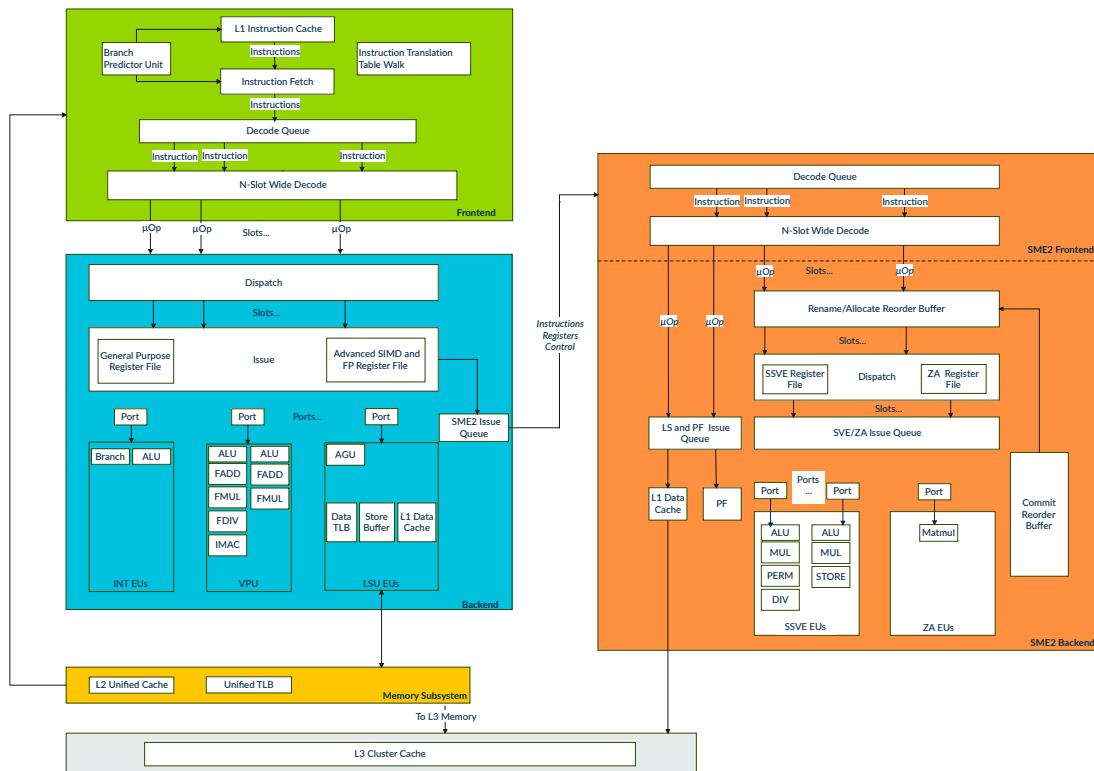 L1 Instruction Cache
Branch
Predictor Unit
Instructions
Instruction Translation
Table Walk
Instruction Fetch
Instructions
Decode Queue
Instruction
Instruction
Instruction
N-Slot Wide Decode
Frontend
µOp
µOp
Slots...
µOp
Dispatch
Slots...
General Purpose
Register File
Issue
Advanced SIMD and
FP Register File
Port
Port
Ports...
Port
SME2 Issue
Queue
Branch
ALU
ALU
ALU
FADD
FADD
FMUL
FMUL
FDIV
IMAC
AGU
Data
TLB
Store
Buffer
L1 Data
Cache
INT EUs
VPU
LSU EUs
Backend
L2 Unified Cache
Unified TLB
Memory Subsystem
To L3 Memory
L3 Cluster Cache
Instructions
Registers
Control
Decode Queue
Instruction
Instruction
Instruction
N-Slot Wide Decode
SME2 Frontend
µOp
Slots...
µOp
Rename/Allocate Reorder Buffer
µOp
µOp
Slots...
SSVE Register
File
Dispatch
ZA Register
File
Slots...
LS and PF Issue
Queue
SVE/ZA Issue Queue
L1 Data
Cache
PF
Port
Ports
...
Port
Port
ALU
ALU
MUL
MUL
PERM
STORE
DIV
SSVE EUs
Matmul
ZA EUs
Commit
Reorder
Buffer
SME2 Backend